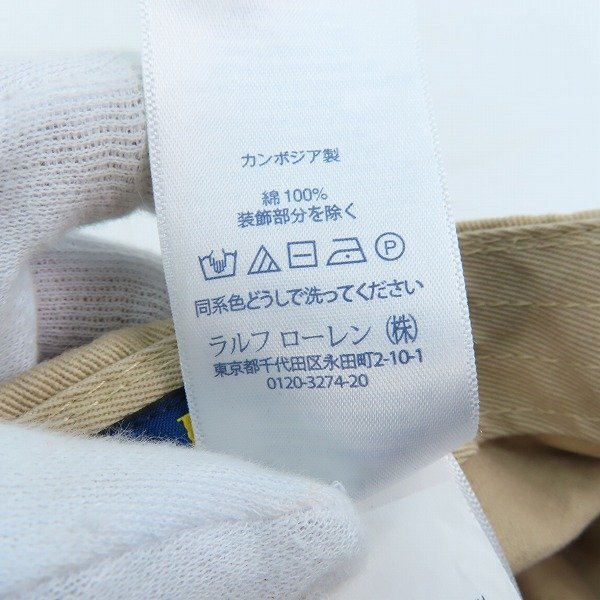 カンボジア製
綿 100%
装飾部分を除く
P
同系色どうしで洗ってください
ラルフ ローレン (株)
東京都千代田区永田町2-10-1
0120-3274-20